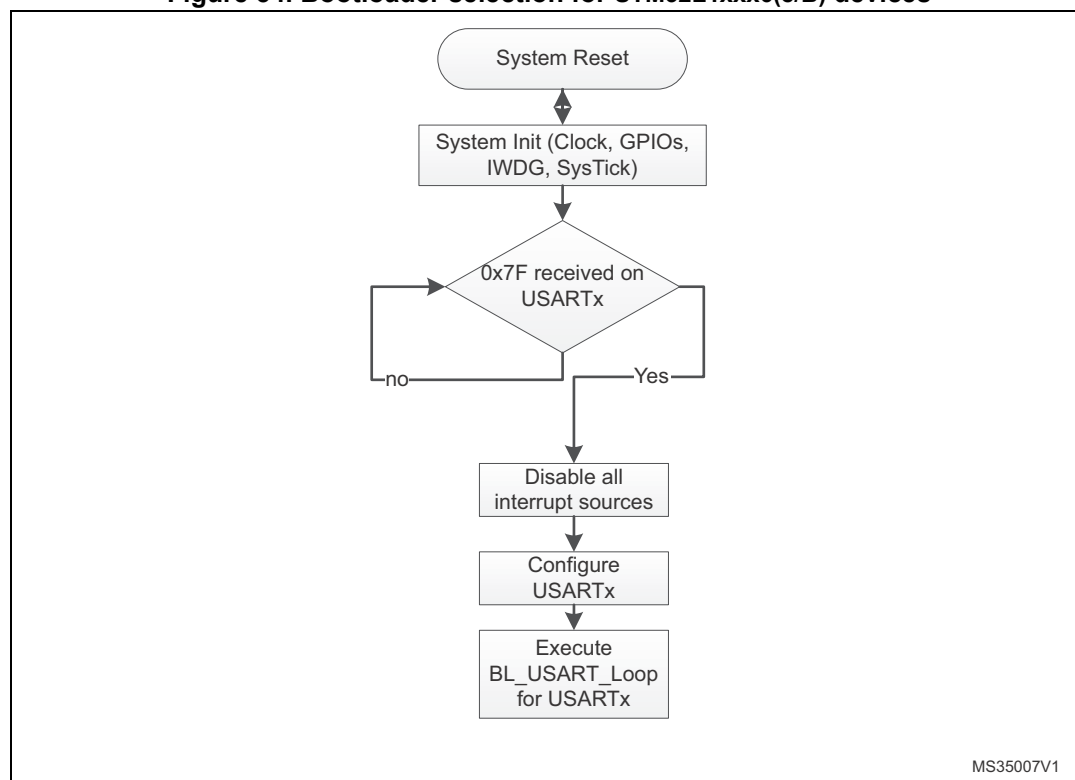 System Reset
System Init (Clock, GPIOs,
IWDG, SysTick)
0x7F received on
USARTx
no
Yes
Disable all
interrupt sources
Configure
USARTx
Execute
BL_USART_Loop
for USARTx
MS35007V1